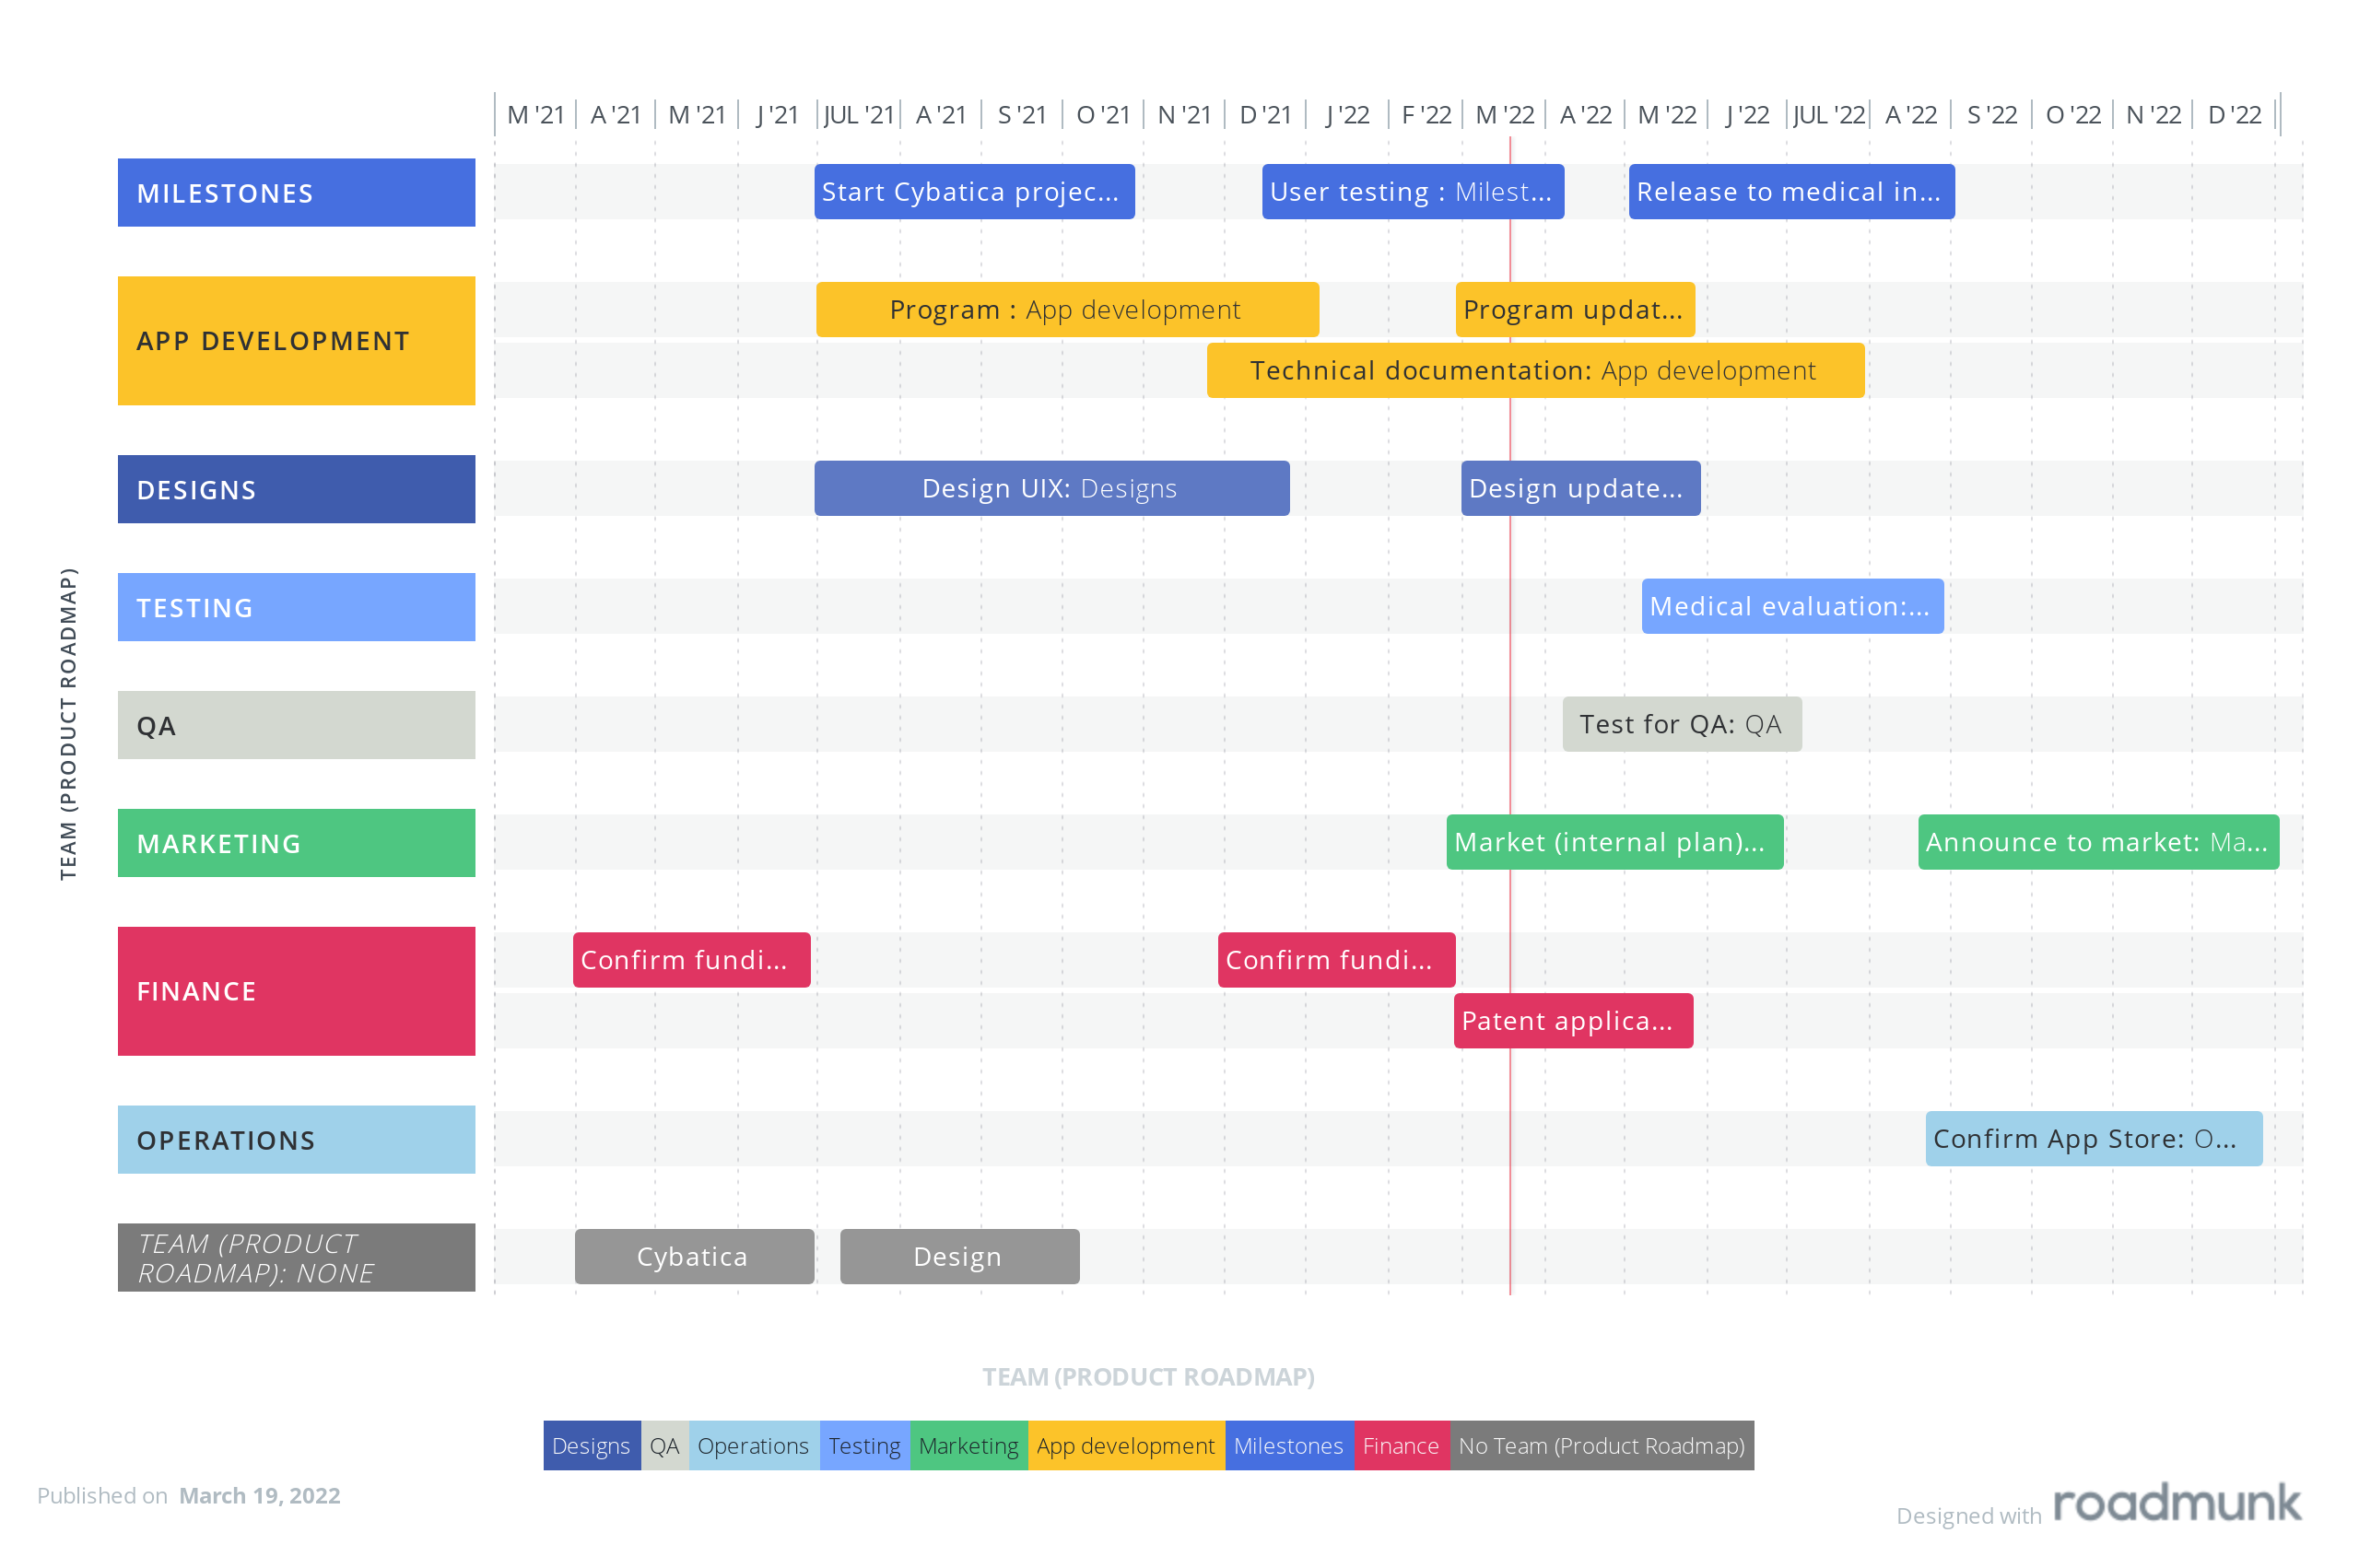 M '21 A '21 M '21 J '21 JUL '21 A '21 S '21 O '21 N '21 D '21 J '22 F '22 M '22 A '22 M '22 J '22 JUL '22 A '22 S '22 O '22 N '22 D '22
TEAM (PRODUCT ROADMAP)
MILESTONES
Start Cybatica projec...
User testing : Milest...
Release to medical in...
APP DEVELOPMENT
Program : App development
Program updat...
Technical documentation: App development
DESIGNS
Design UIX: Designs
Design update...
TESTING
Medical evaluation:...
QA
Test for QA: QA
MARKETING
Market (internal plan)...
Announce to market: Ma...
FINANCE
Confirm fundi...
Confirm fundi...
Patent applica...
OPERATIONS
Confirm App Store: O...
TEAM (PRODUCT
ROADMAP): NONE
Cybatica
Design
TEAM (PRODUCT ROADMAP)
Designs QA Operations Testing Marketing App development Milestones Finance No Team (Product Roadmap)
Published on March 19, 2022
Designed with roadmunk